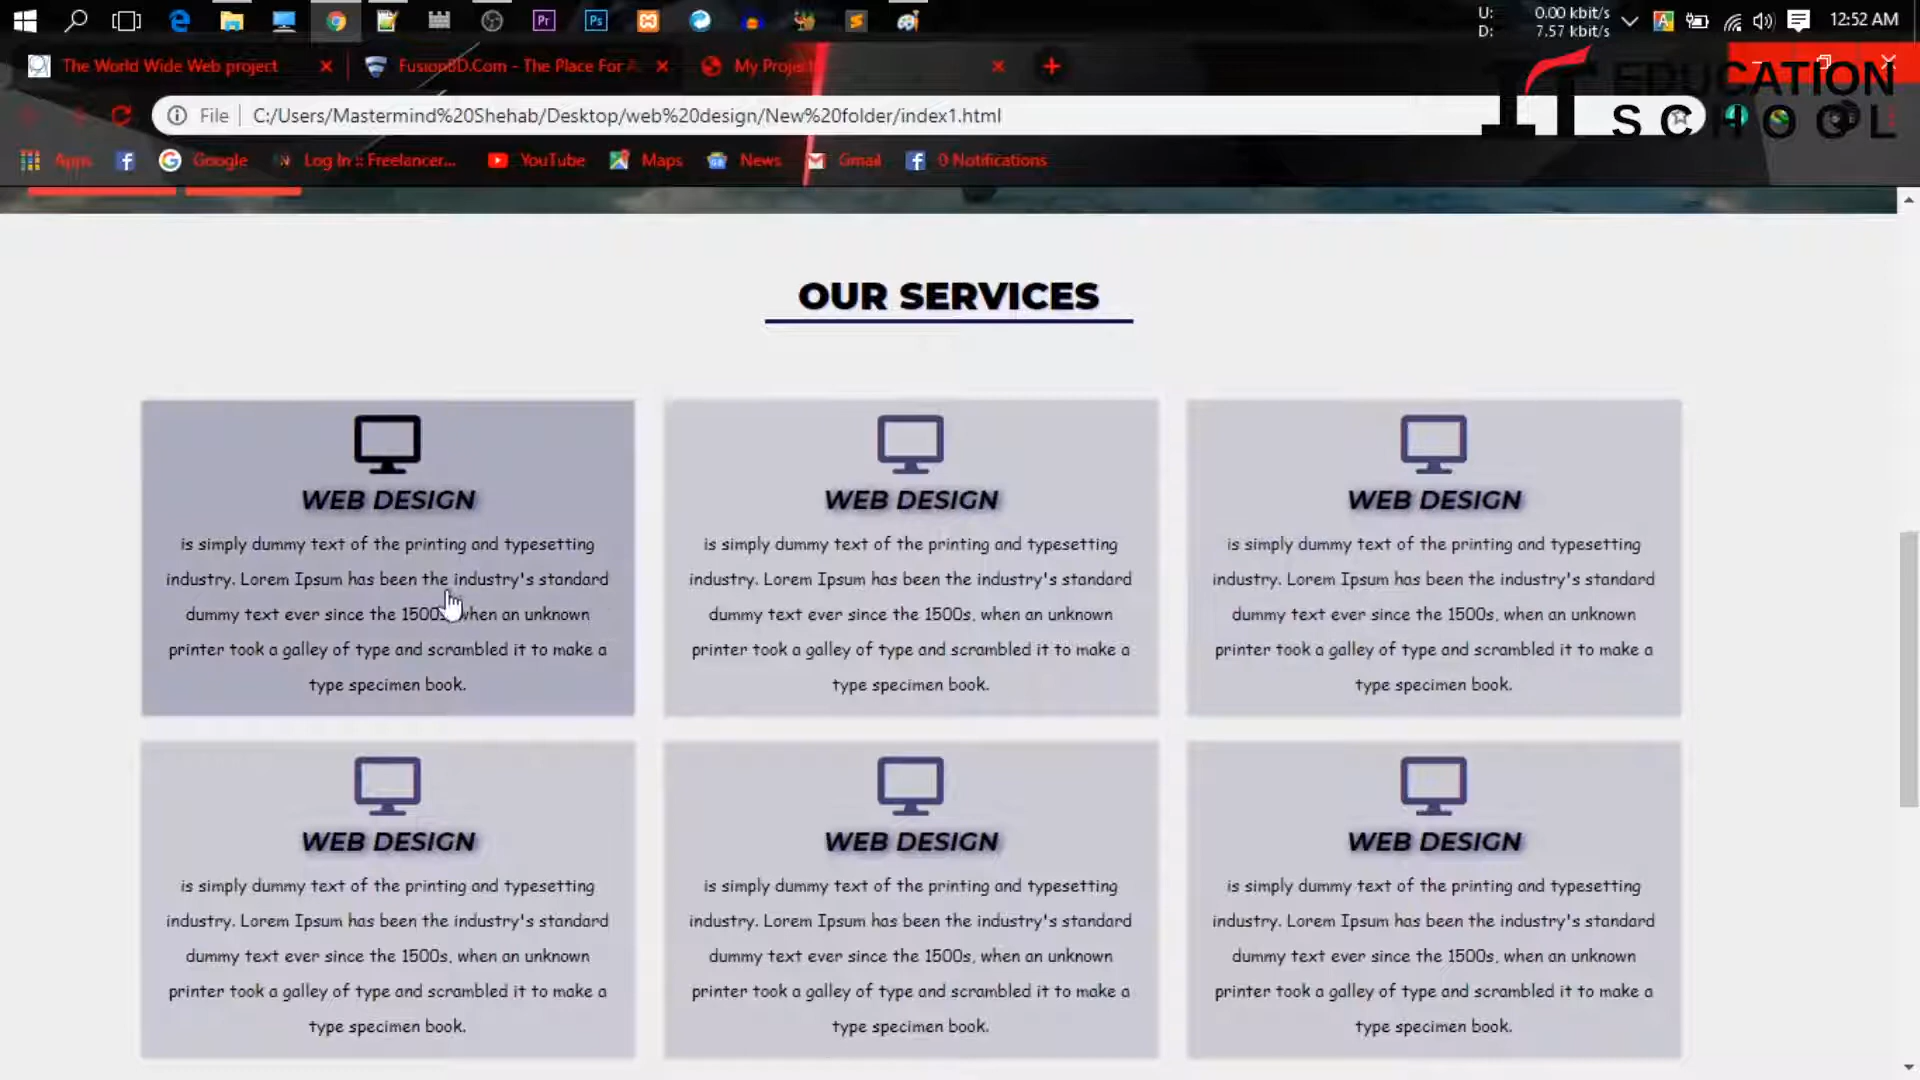 U: 0.00 kbit/s
D: 7.57 kbit/s
12:52 AM
The World Wide Web project
FusionBD.Com - The Place For
My Project
IT EDUCATION
SCHOOL
File
C:/Users/Mastermind%20Shehab/Desktop/web%20design/New%20folder/index1.html
Apps
Google
Log In :: Freelancer...
YouTube
Maps
News
Gmail
0 Notifications
OUR SERVICES
WEB DESIGN
is simply dummy text of the printing and typesetting
industry. Lorem Ipsum has been the industry's standard
dummy text ever since the 1500s, when an unknown
printer took a galley of type and scrambled it to make a
type specimen book.
WEB DESIGN
is simply dummy text of the printing and typesetting
industry. Lorem Ipsum has been the industry's standard
dummy text ever since the 1500s, when an unknown
printer took a galley of type and scrambled it to make a
type specimen book.
WEB DESIGN
is simply dummy text of the printing and typesetting
industry. Lorem Ipsum has been the industry's standard
dummy text ever since the 1500s, when an unknown
printer took a galley of type and scrambled it to make a
type specimen book.
WEB DESIGN
is simply dummy text of the printing and typesetting
industry. Lorem Ipsum has been the industry's standard
dummy text ever since the 1500s, when an unknown
printer took a galley of type and scrambled it to make a
type specimen book.
WEB DESIGN
is simply dummy text of the printing and typesetting
industry. Lorem Ipsum has been the industry's standard
dummy text ever since the 1500s, when an unknown
printer took a galley of type and scrambled it to make a
type specimen book.
WEB DESIGN
is simply dummy text of the printing and typesetting
industry. Lorem Ipsum has been the industry's standard
dummy text ever since the 1500s, when an unknown
printer took a galley of type and scrambled it to make a
type specimen book.